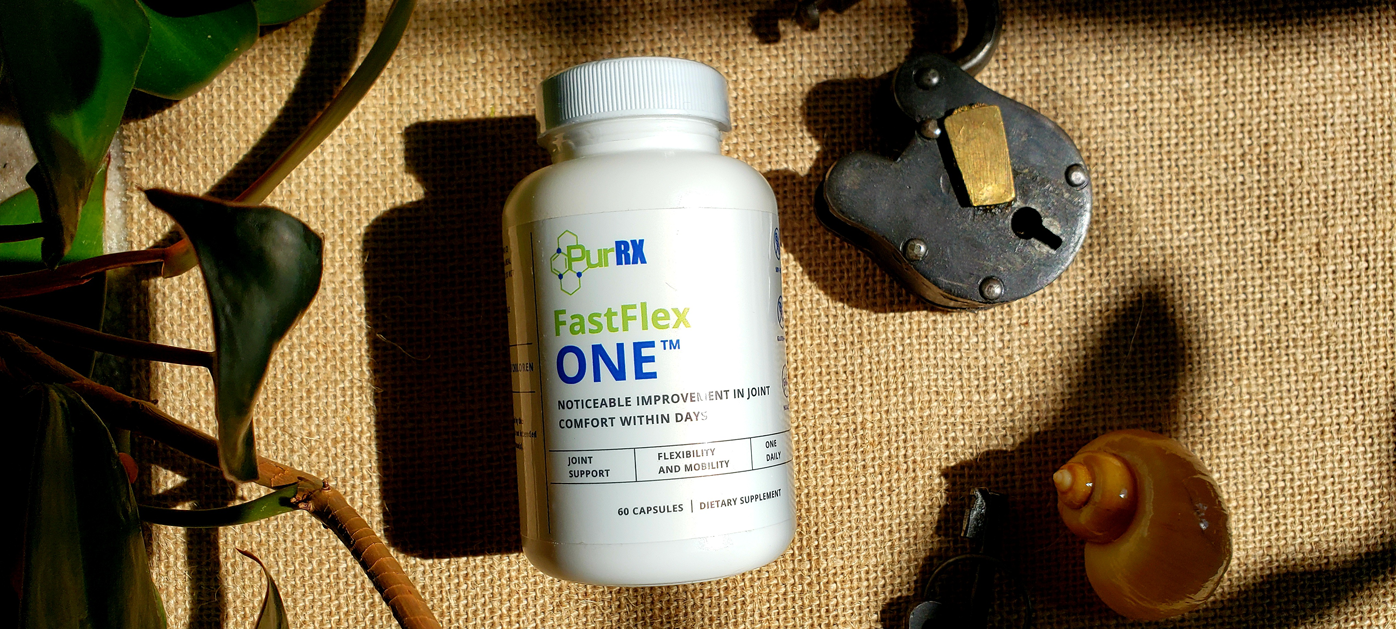 PurRX
FastFlex
ONE™
NOTICEABLE IMPROVEMENT IN JOINT
COMFORT WITHIN DAYS
JOINT
SUPPORT
FLEXIBILITY
AND MOBILITY
ONE
DAILY
60 CAPSULES | DIETARY SUPPLEMENT